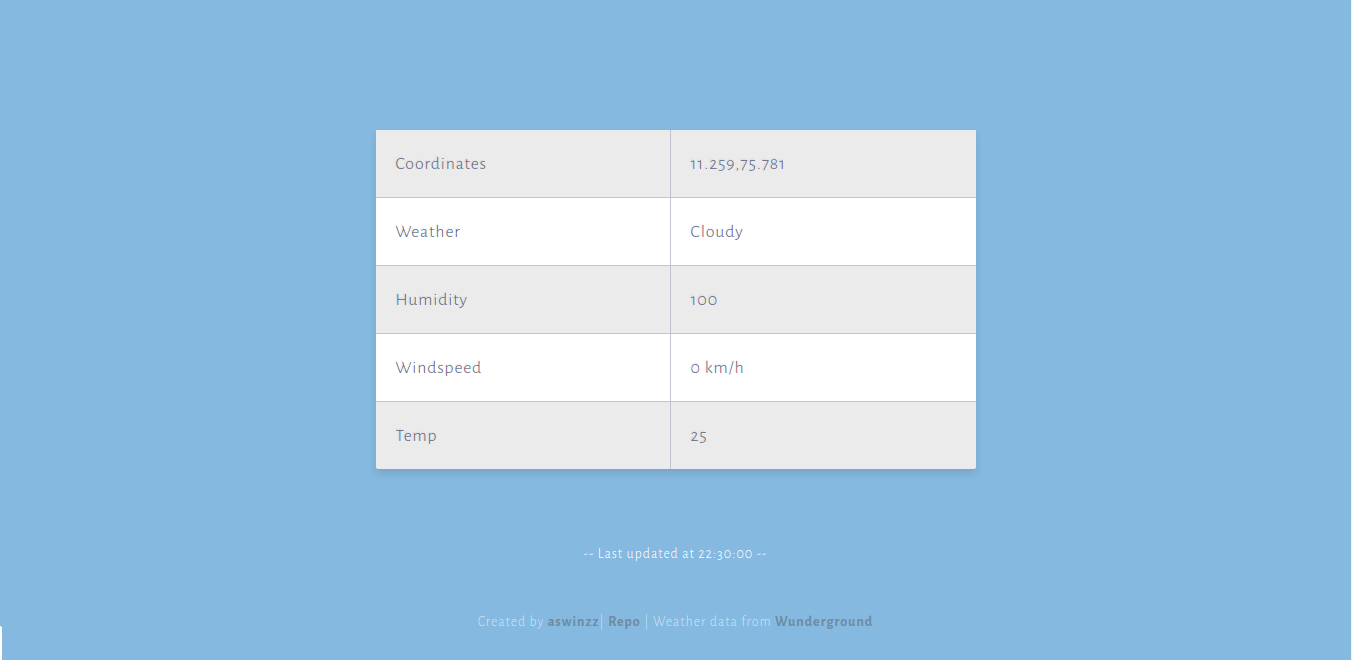 Coordinates 11.259,75.781
Weather Cloudy
Humidity 100
Windspeed 0 km/h
Temp 25
-- Last updated at 22:30:00 --
Created by aswinzz| Repo | Weather data from Wunderground